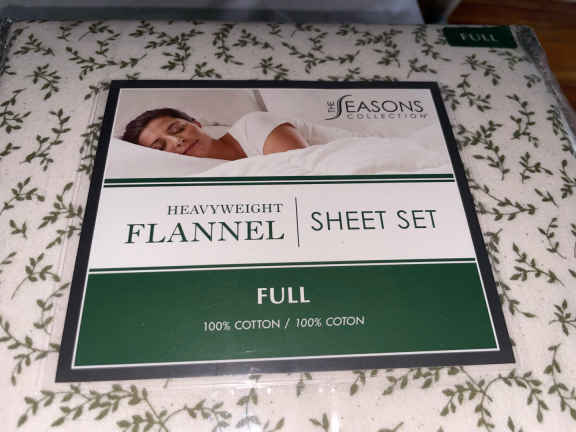 FULL
THE SEASONS
COLLECTION
HEAVYWEIGHT
FLANNEL
SHEET SET
FULL
100% COTTON / 100% COTON